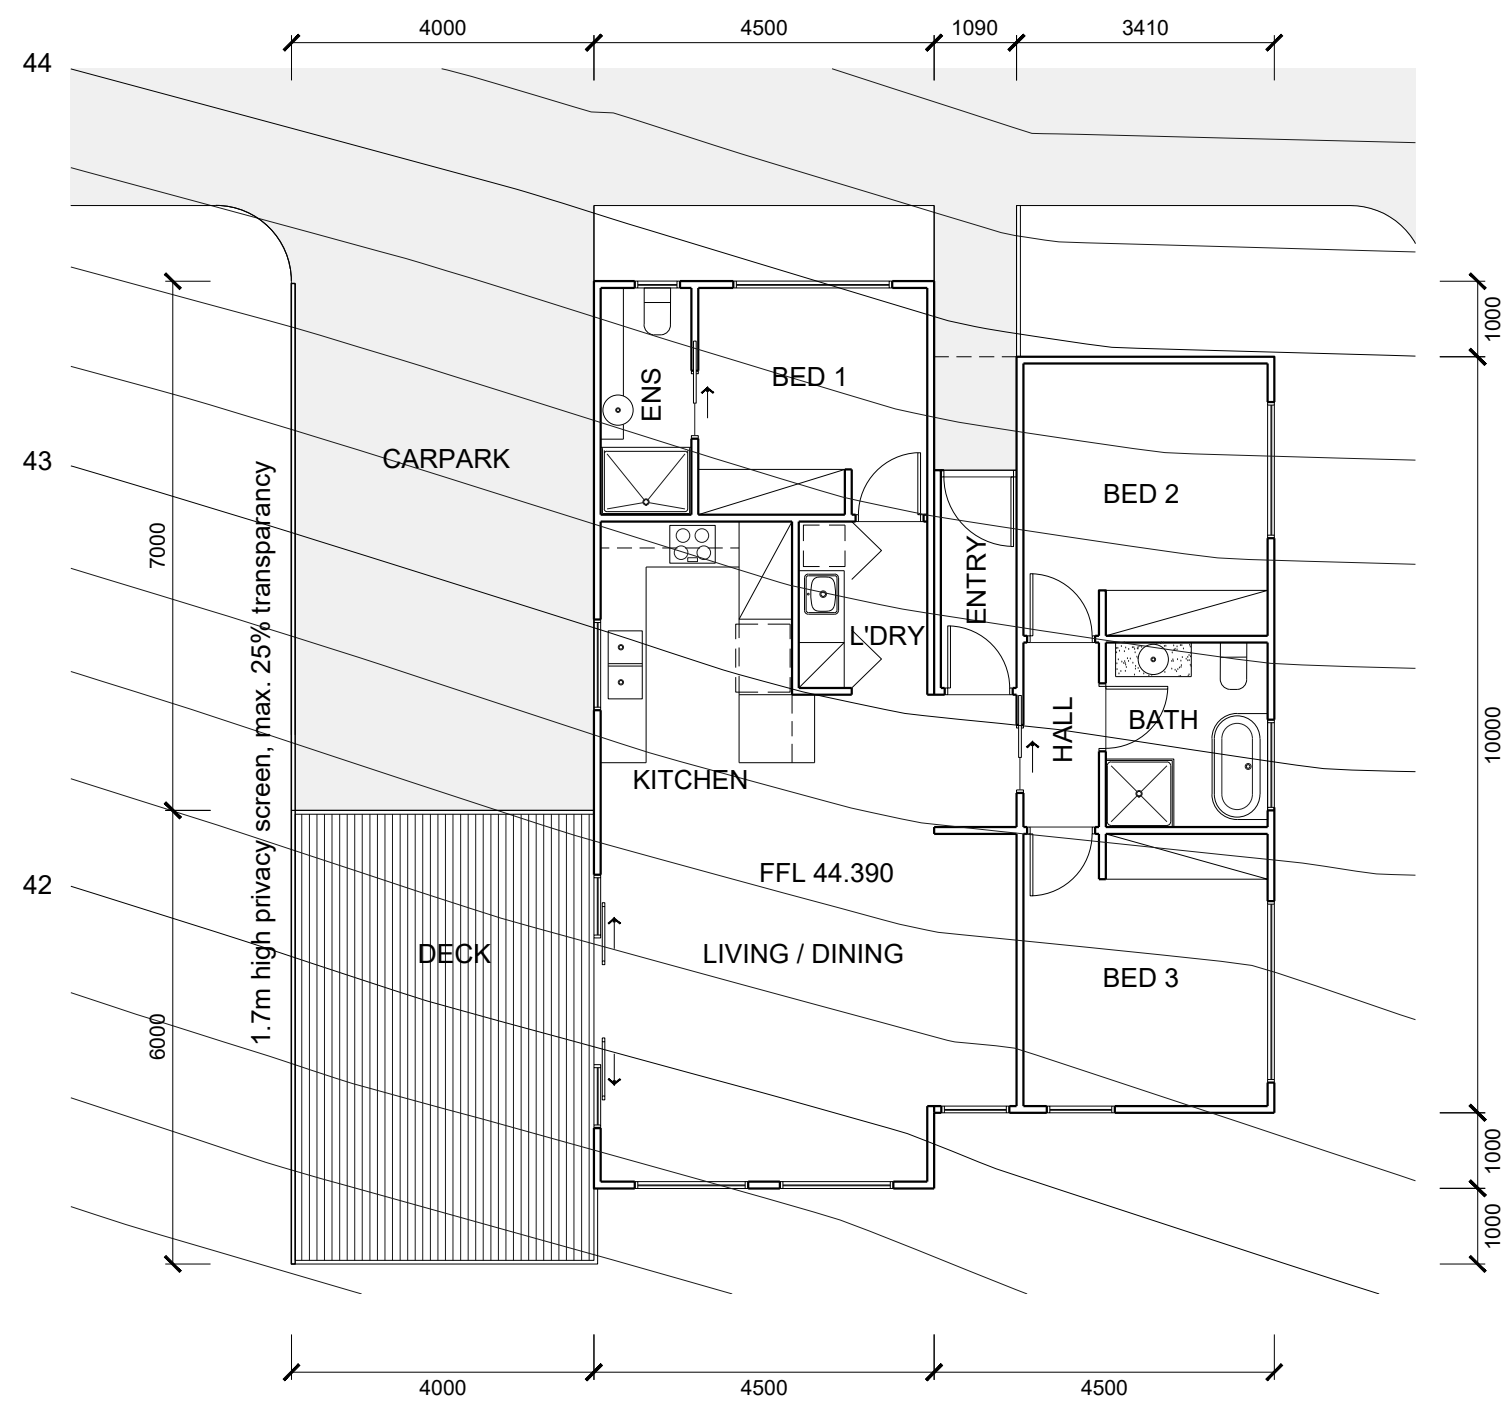 4000
4500
1090
3410
44
1000
BED 1
ENS
CARPARK
43
BED 2
7000
1.7m high privacy screen, max. 25% transparancy
ENTRY
L'DRY
HALL
BATH
10000
KITCHEN
FFL 44.390
42
DECK
LIVING / DINING
BED 3
6000
1000
1000
4000
4500
4500